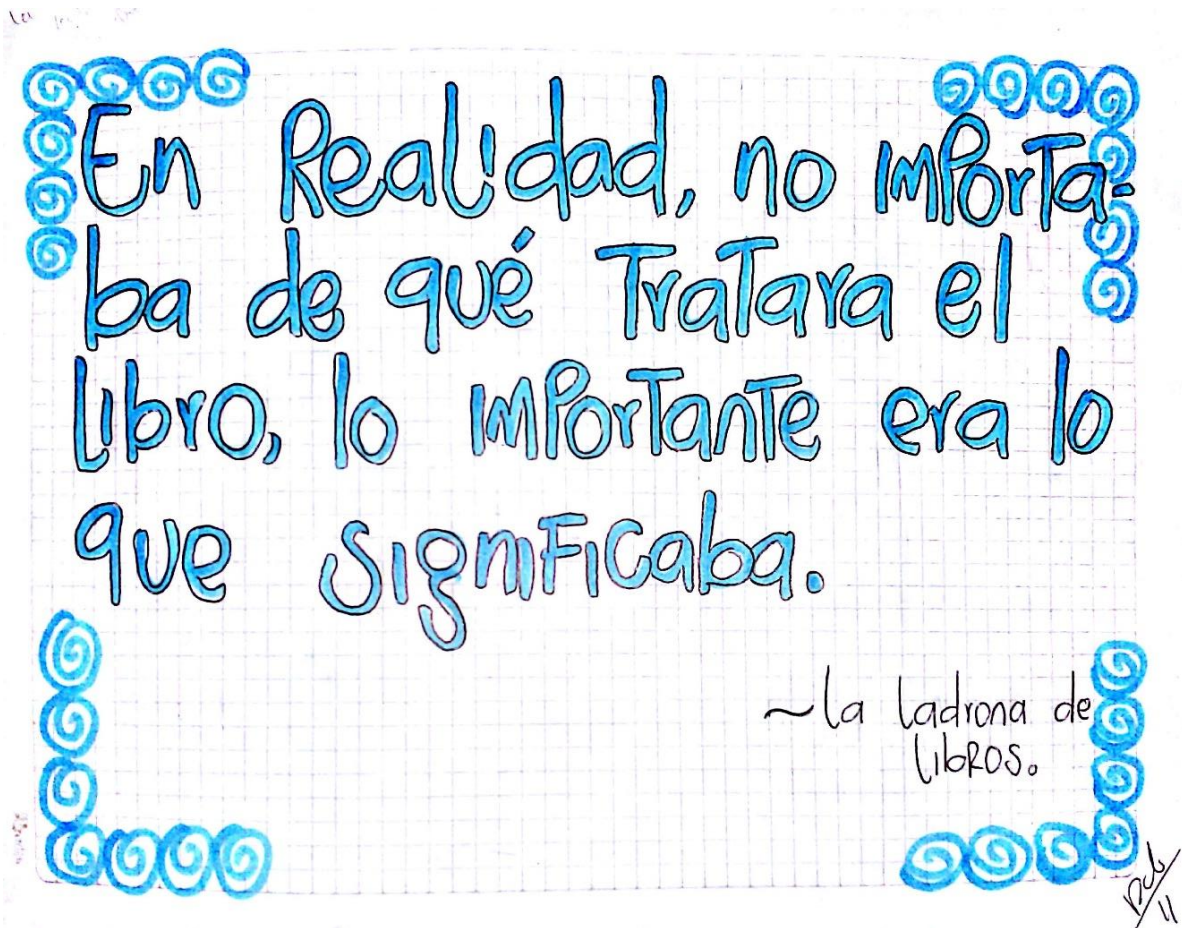 En Realidad, no importa-
ba de qué Tratara el
Libro, lo importante era lo
que significaba.
~La Ladrona de
Libros.
11